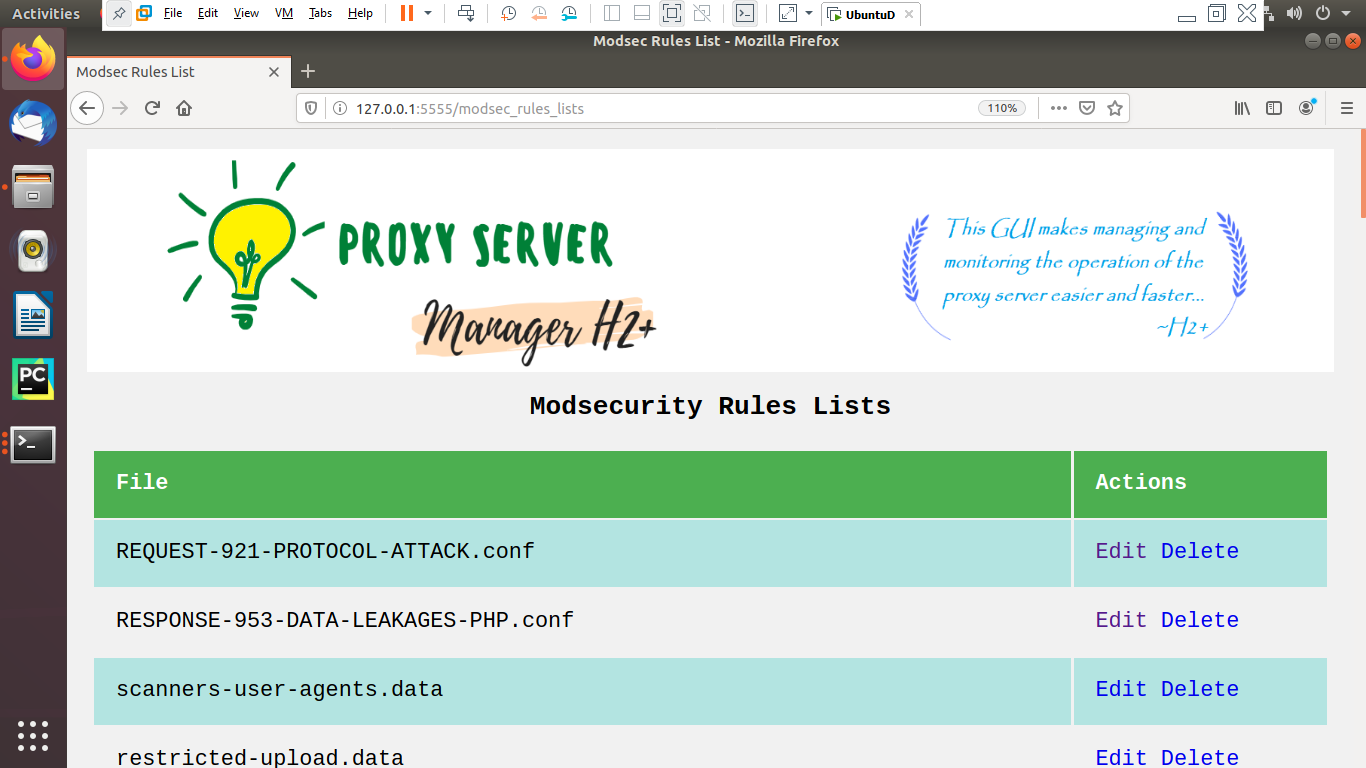 Activities File Edit View VM Tabs Help UbuntuD
Modsec Rules List - Mozilla Firefox
Modsec Rules List
127.0.0.1:5555/modsec_rules_lists 110%
PROXY SERVER
Manager H2+
This GUI makes managing and
monitoring the operation of the
proxy server easier and faster...
~H2+
Modsecurity Rules Lists
File Actions
REQUEST-921-PROTOCOL-ATTACK.conf Edit Delete
RESPONSE-953-DATA-LEAKAGES-PHP.conf Edit Delete
scanners-user-agents.data Edit Delete
restricted-upload.data Edit Delete
PC